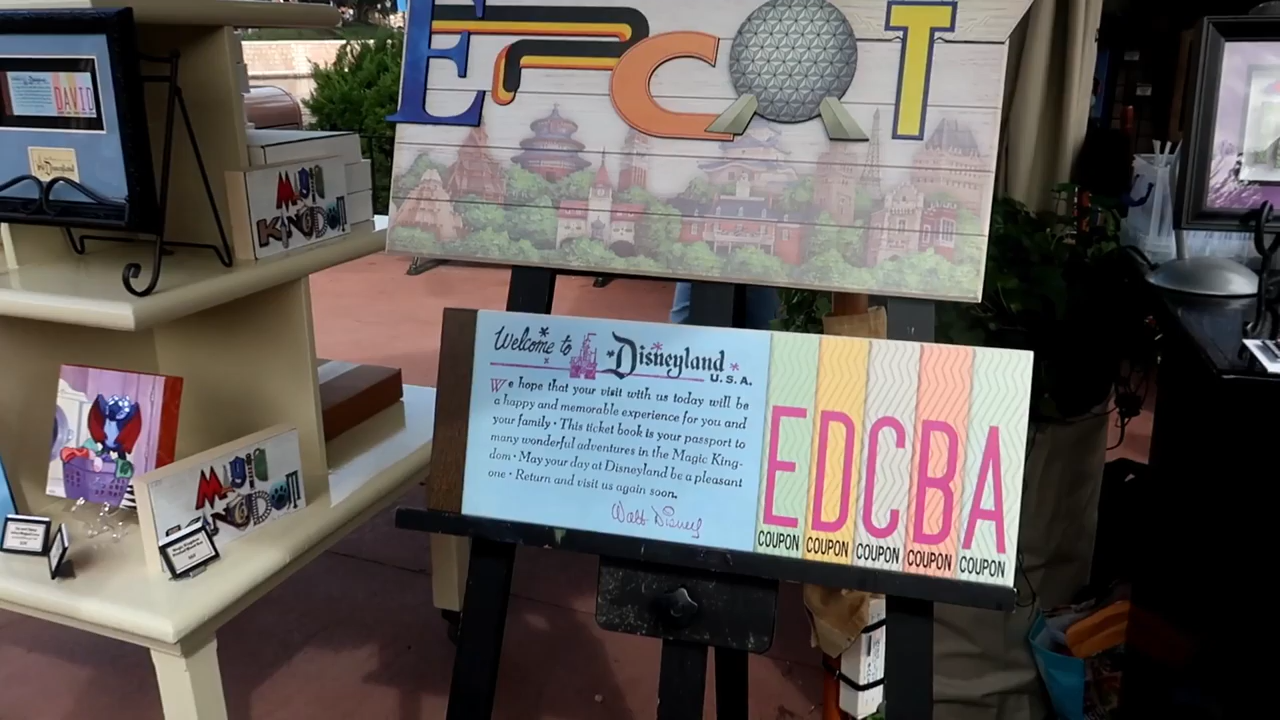 EPCOT
DAVID
Disneyland
MAGIC
KINGDOM
Welcome to Disneyland
U.S.A.
We hope that your visit with us today will be
a happy and memorable experience for you and
your family · This ticket book is your passport to
many wonderful adventures in the Magic King-
dom · May your day at Disneyland be a pleasant
one · Return and visit us again soon.
Walt Disney
E D C B A
COUPON COUPON COUPON COUPON COUPON
MAGIC
KINGDOM